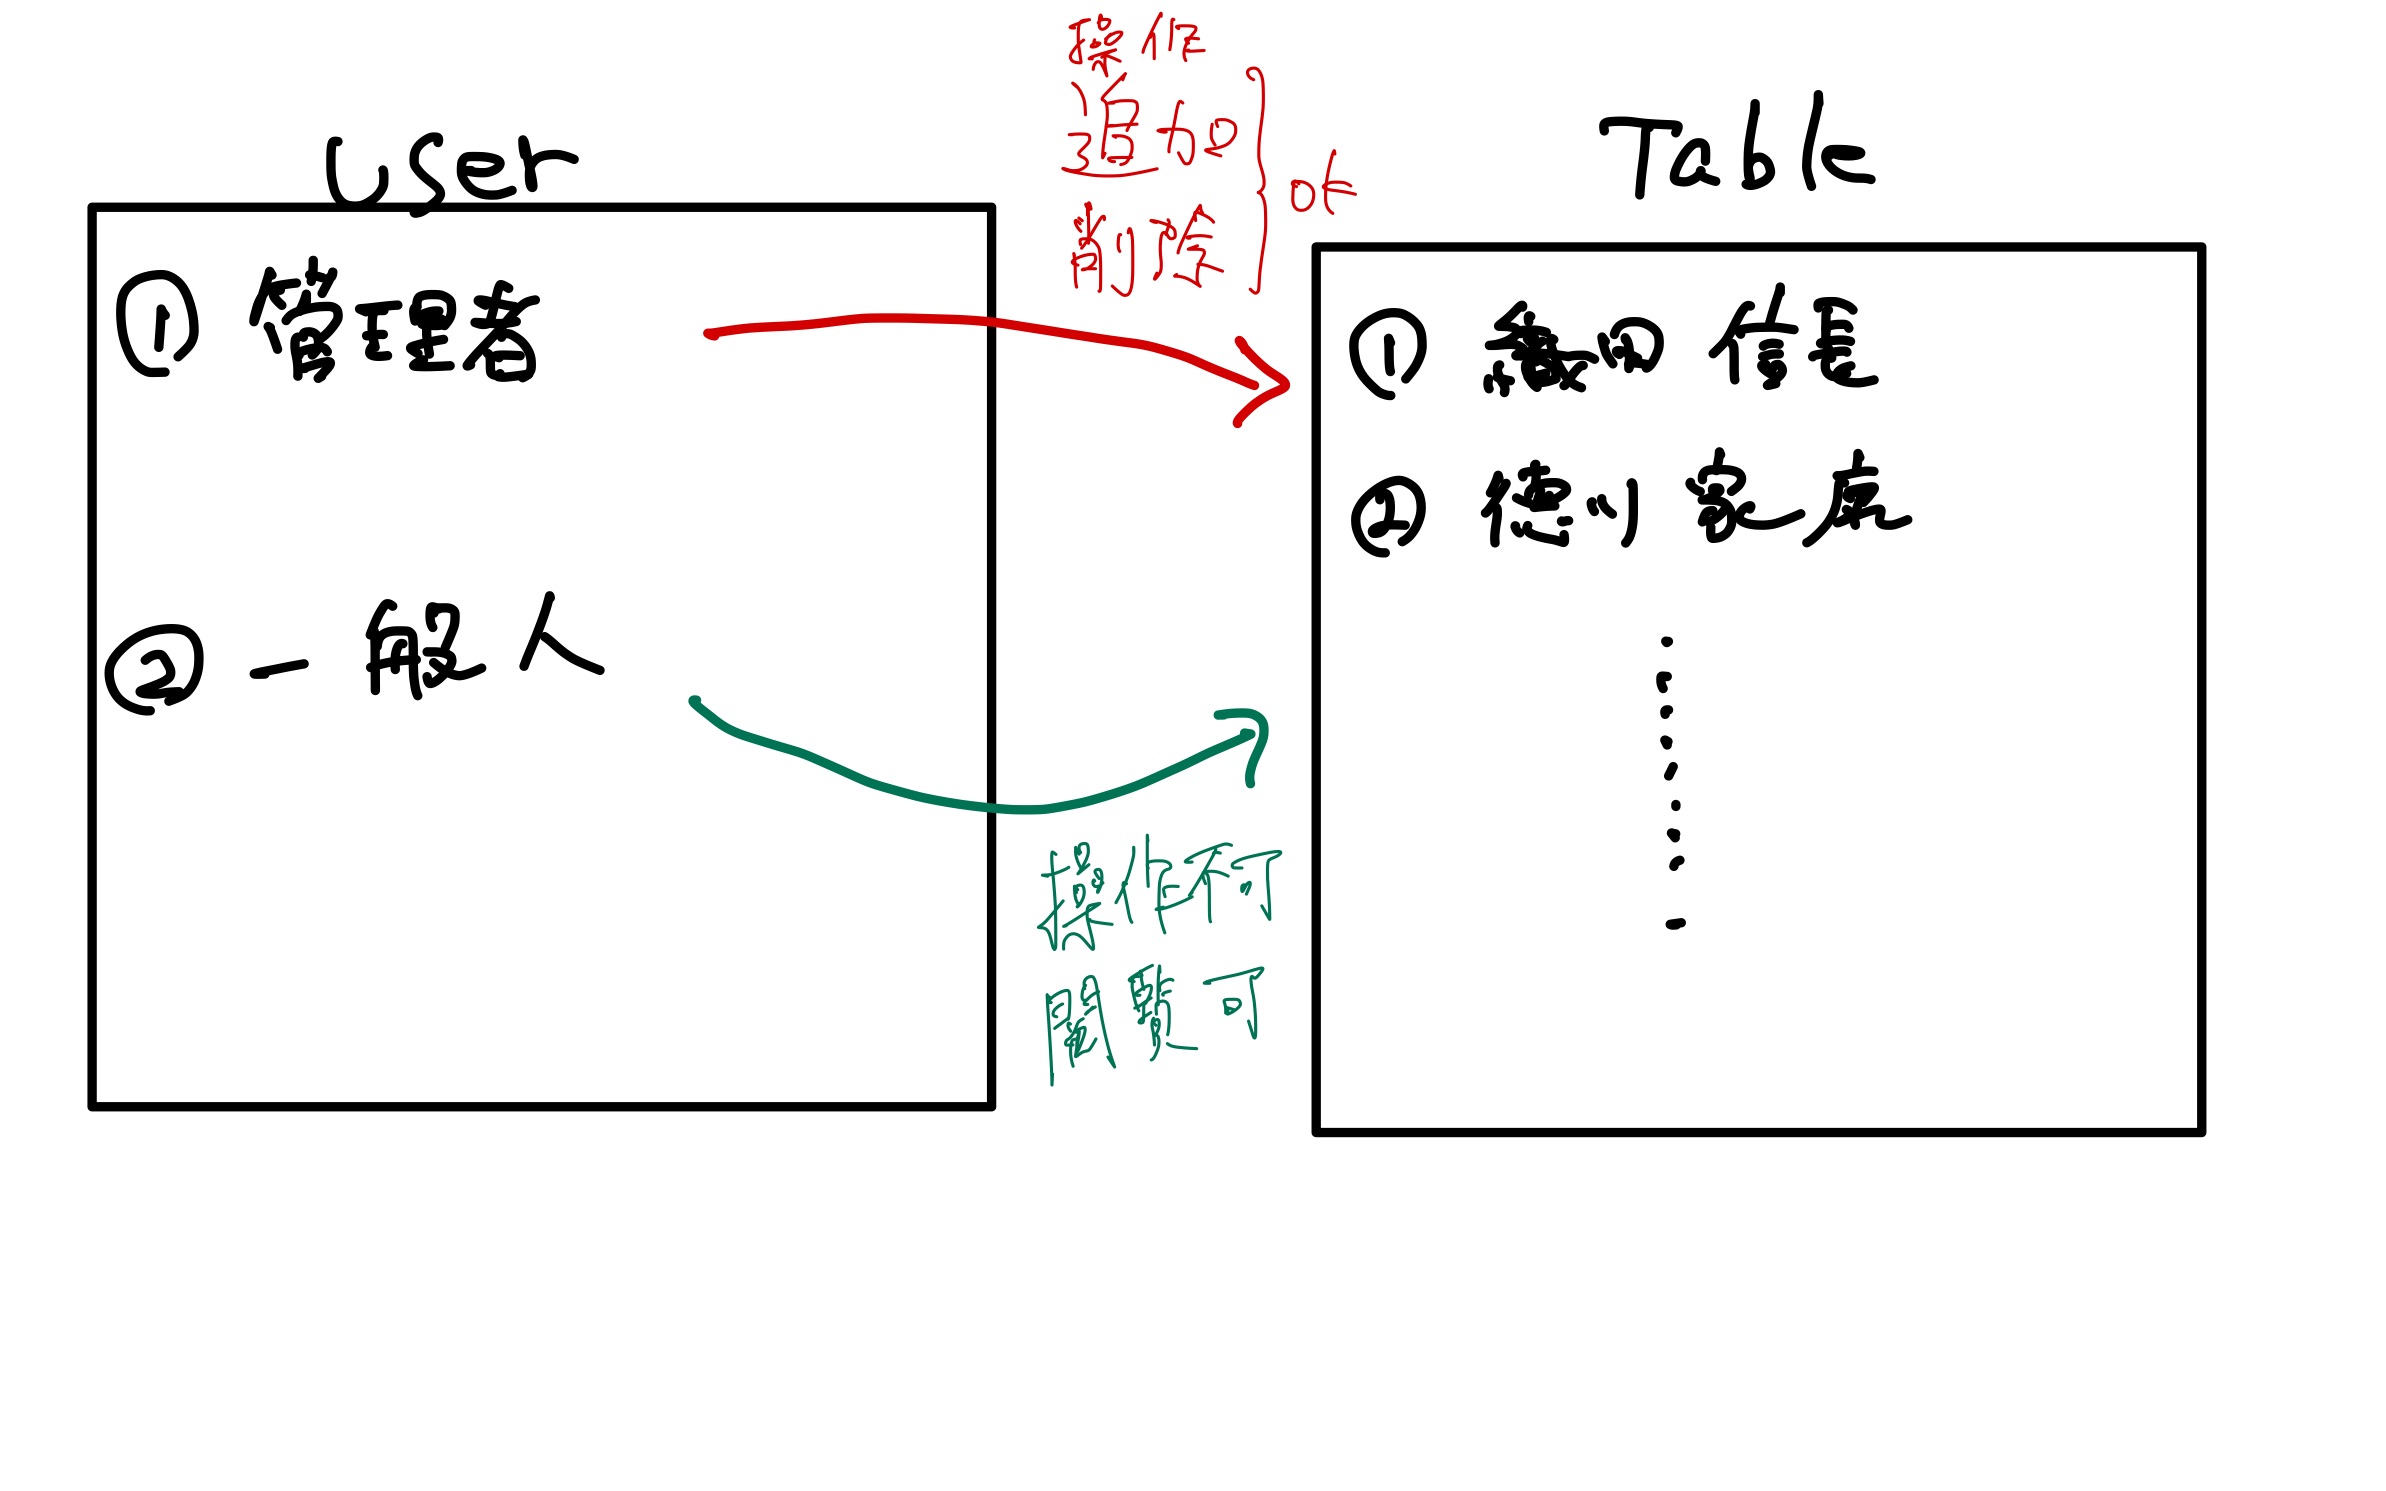 User
① 管理者
② 一般人
操作
追加
削除
OK
操作不可
閲覧可
Table
① 織田 信長
② 徳川 家康